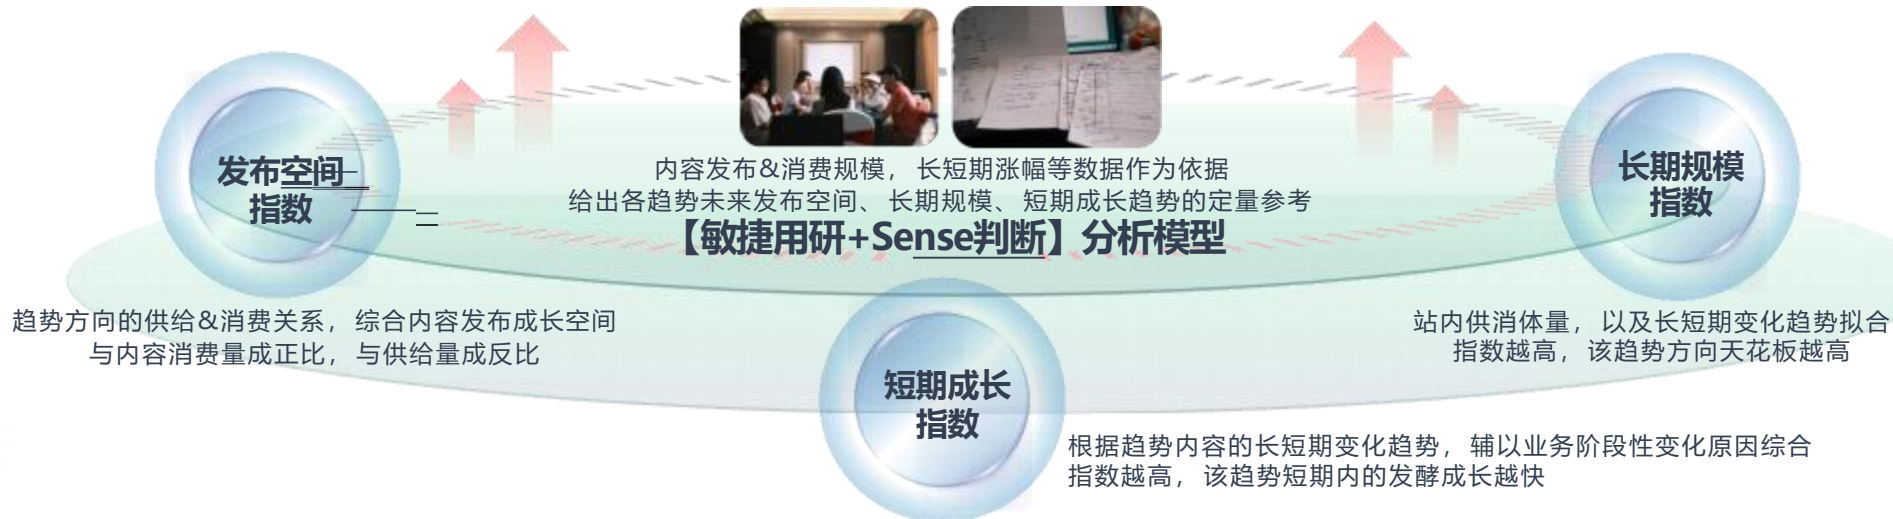 内容发布&消费规模，长短期涨幅等数据作为依据
给出各趋势未来发布空间、长期规模、短期成长趋势的定量参考
【敏捷用研+Sense判断】分析模型
发布空间
指数
趋势方向的供给&消费关系，综合内容发布成长空间
与内容消费量成正比，与供给量成反比
长期规模
指数
站内供消体量，以及长短期变化趋势拟合
指数越高，该趋势方向天花板越高
短期成长
指数
根据趋势内容的长短期变化趋势，辅以业务阶段性变化原因综合
指数越高，该趋势短期内的发酵成长越快